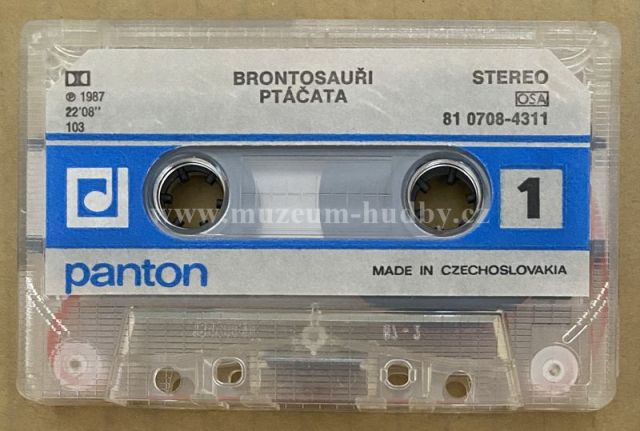 BRONTOSAUŘI
PTÁČATA
℗ 1987
22'08"
103
STEREO
OSA
81 0708-4311
1
www.muzeum-hudby.cz
panton
MADE IN CZECHOSLOVAKIA